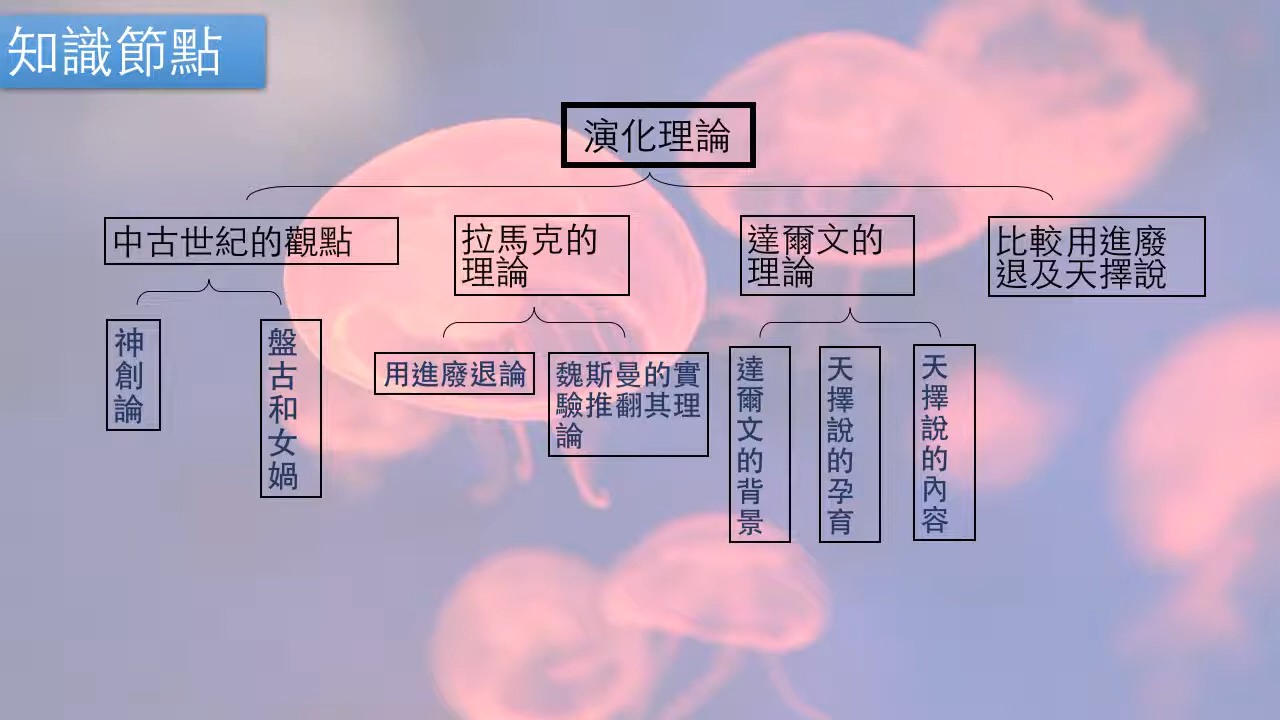 知識節點
演化理論
中古世紀的觀點
拉馬克的
理論
達爾文的
理論
比較用進廢
退及天擇說
神創論
盤古和女媧
用進廢退論
魏斯曼的實
驗推翻其理
論
達爾文的背景
天擇說的孕育
天擇說的內容